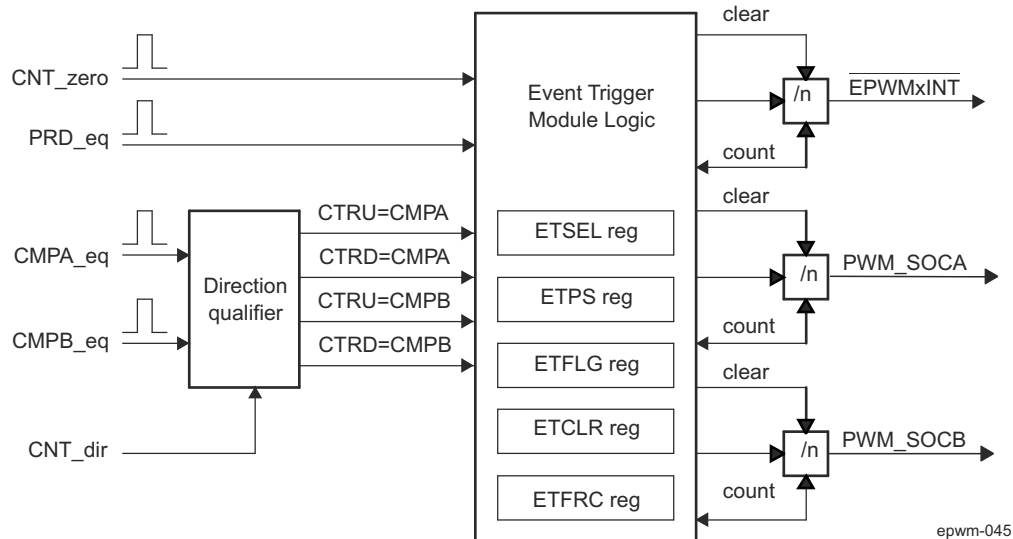 clear
CNT_zero
Event Trigger
Module Logic
/n
EPWMxINT
PRD_eq
count
clear
CTRU=CMPA
ETSEL reg
CMPA_eq
CTRD=CMPA
/n
PWM_SOCA
Direction
qualifier
ETPS reg
CTRU=CMPB
CMPB_eq
count
CTRD=CMPB
ETFLG reg
clear
CNT_dir
ETCLR reg
/n
PWM_SOCB
count
ETFRC reg
epwm-045